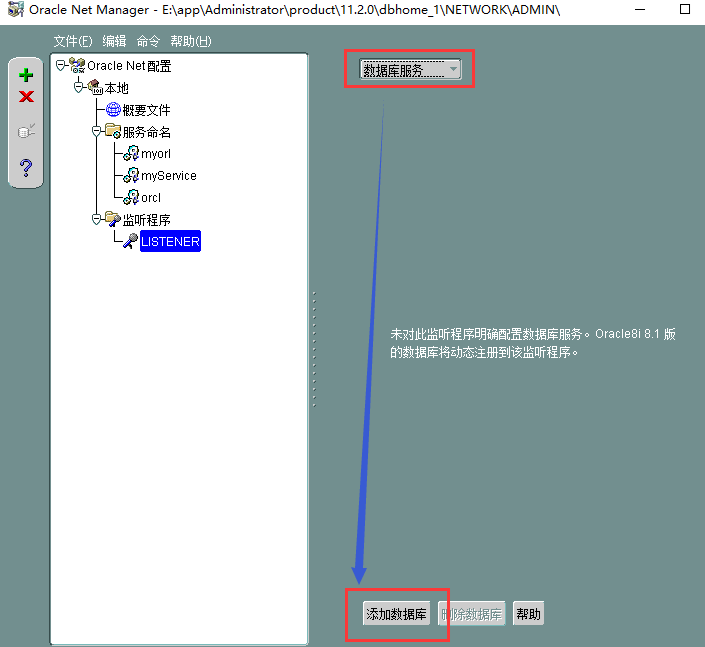 Oracle Net Manager - E:\app\Administrator\product\11.2.0\dbhome_1\NETWORK\ADMIN\
文件(F) 编辑 命令 帮助(H)
Oracle Net 配置
本地
概要文件
服务命名
myorl
myService
orcl
监听程序
LISTENER
数据库服务
未对此监听程序明确配置数据库服务。Oracle8i 8.1 版
的数据库将动态注册到该监听程序。
添加数据库 删除数据库 帮助